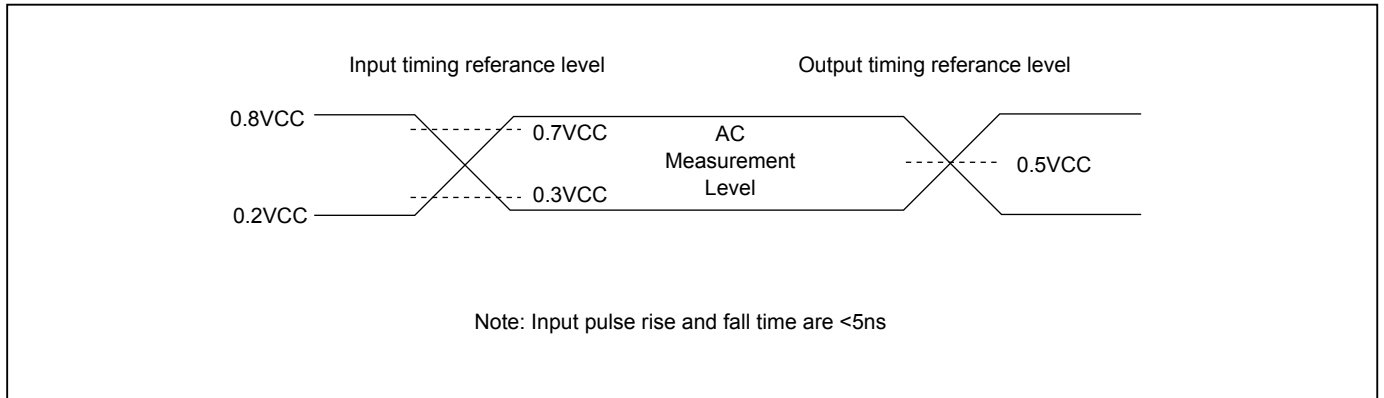 Input timing referance level
Output timing referance level
0.8VCC
0.7VCC
AC
Measurement
Level
0.5VCC
0.3VCC
0.2VCC
Note: Input pulse rise and fall time are <5ns